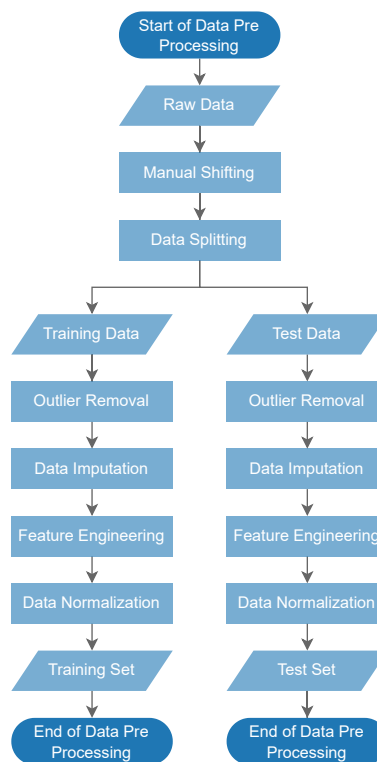 Start of Data Pre
Processing
Raw Data
Manual Shifting
Data Splitting
Training Data
Test Data
Outlier Removal
Outlier Removal
Data Imputation
Data Imputation
Feature Engineering
Feature Engineering
Data Normalization
Data Normalization
Training Set
Test Set
End of Data Pre
Processing
End of Data Pre
Processing